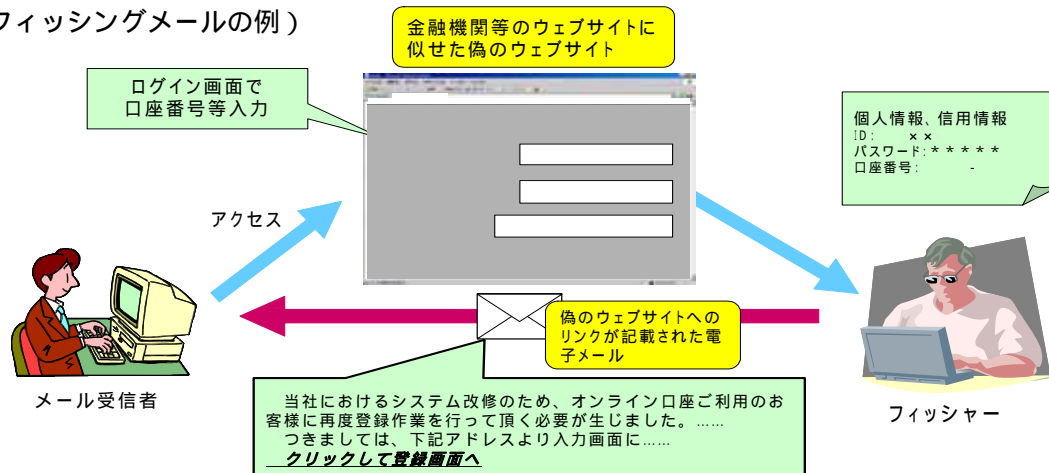 フィッシングメールの例）
金融機関等のウェブサイトに
似せた偽のウェブサイト
ログイン画面で
口座番号等入力
個人情報、信用情報
ID： ××
パスワード：＊＊＊＊＊
口座番号： -
アクセス
偽のウェブサイトへの
リンクが記載された電
子メール
メール受信者
フィッシャー
当社におけるシステム改修のため、オンライン口座ご利用のお
客様に再度登録作業を行って頂く必要が生じました。……
つきましては、下記アドレスより入力画面に……
クリックして登録画面へ